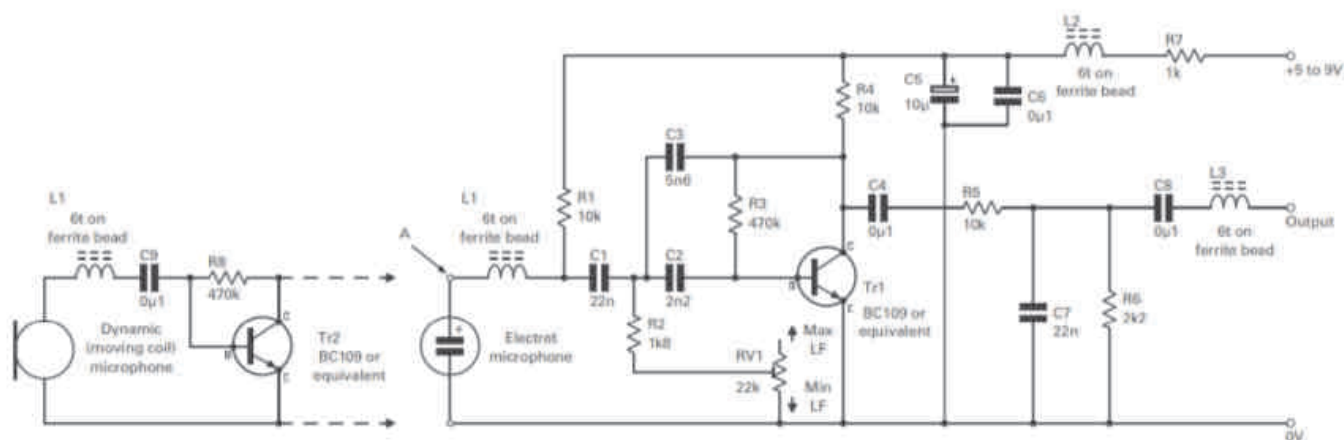 L2
6t on
ferrite bead
R7
1k
+5 to 9V
R4
10k
C5
10µ
+
C6
0µ1
C3
5n6
L1
6t on
ferrite bead
C9
0µ1
R8
470k
Dynamic
(moving coil)
microphone
c
B
Tr2
BC109 or
equivalent
A
L1
6t on
ferrite bead
R1
10k
C1
22n
C2
2n2
R3
470k
+
Electret
microphone
R2
1k8
RV1
22k
Max
LF
Min
LF
c
B
Tr1
BC109 or
equivalent
C4
0µ1
R5
10k
C8
0µ1
L3
6t on
ferrite bead
Output
C7
22n
R6
2k2
0V